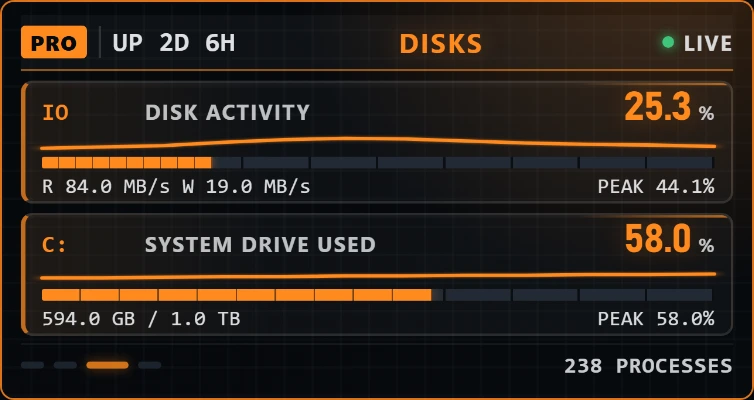 PRO UP 2D 6H DISKS LIVE
IO DISK ACTIVITY 25.3 %
R 84.0 MB/s W 19.0 MB/s PEAK 44.1%
C: SYSTEM DRIVE USED 58.0 %
594.0 GB / 1.0 TB PEAK 58.0%
238 PROCESSES